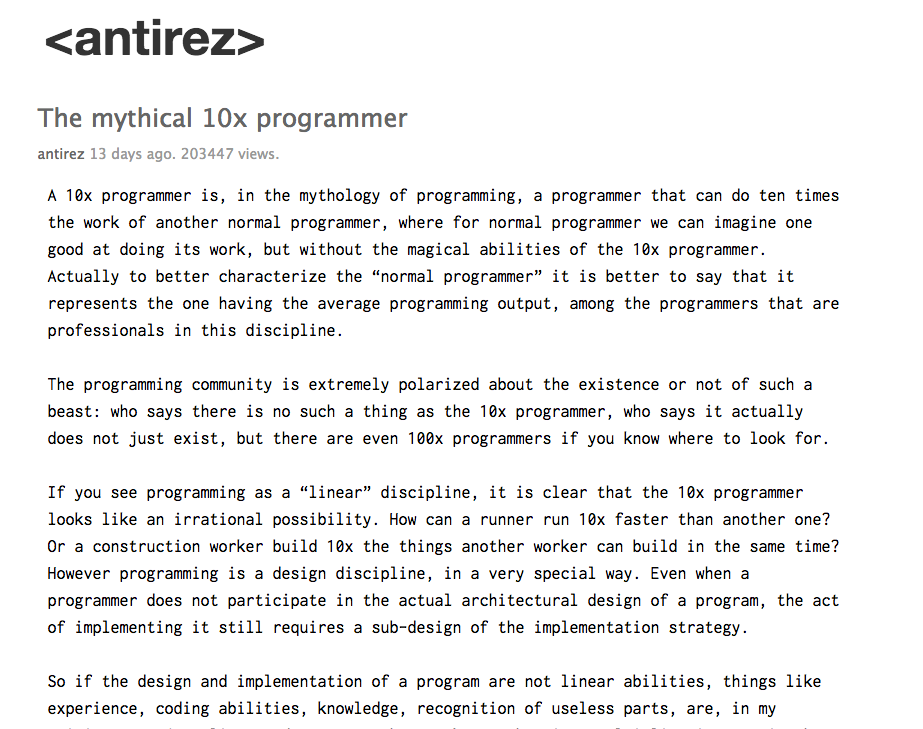 <antirez>
The mythical 10x programmer
antirez 13 days ago. 203447 views.
A 10x programmer is, in the mythology of programming, a programmer that can do ten times
the work of another normal programmer, where for normal programmer we can imagine one
good at doing its work, but without the magical abilities of the 10x programmer.
Actually to better characterize the “normal programmer” it is better to say that it
represents the one having the average programming output, among the programmers that are
professionals in this discipline.
The programming community is extremely polarized about the existence or not of such a
beast: who says there is no such a thing as the 10x programmer, who says it actually
does not just exist, but there are even 100x programmers if you know where to look for.
If you see programming as a “linear” discipline, it is clear that the 10x programmer
looks like an irrational possibility. How can a runner run 10x faster than another one?
Or a construction worker build 10x the things another worker can build in the same time?
However programming is a design discipline, in a very special way. Even when a
programmer does not participate in the actual architectural design of a program, the act
of implementing it still requires a sub-design of the implementation strategy.
So if the design and implementation of a program are not linear abilities, things like
experience, coding abilities, knowledge, recognition of useless parts, are, in my